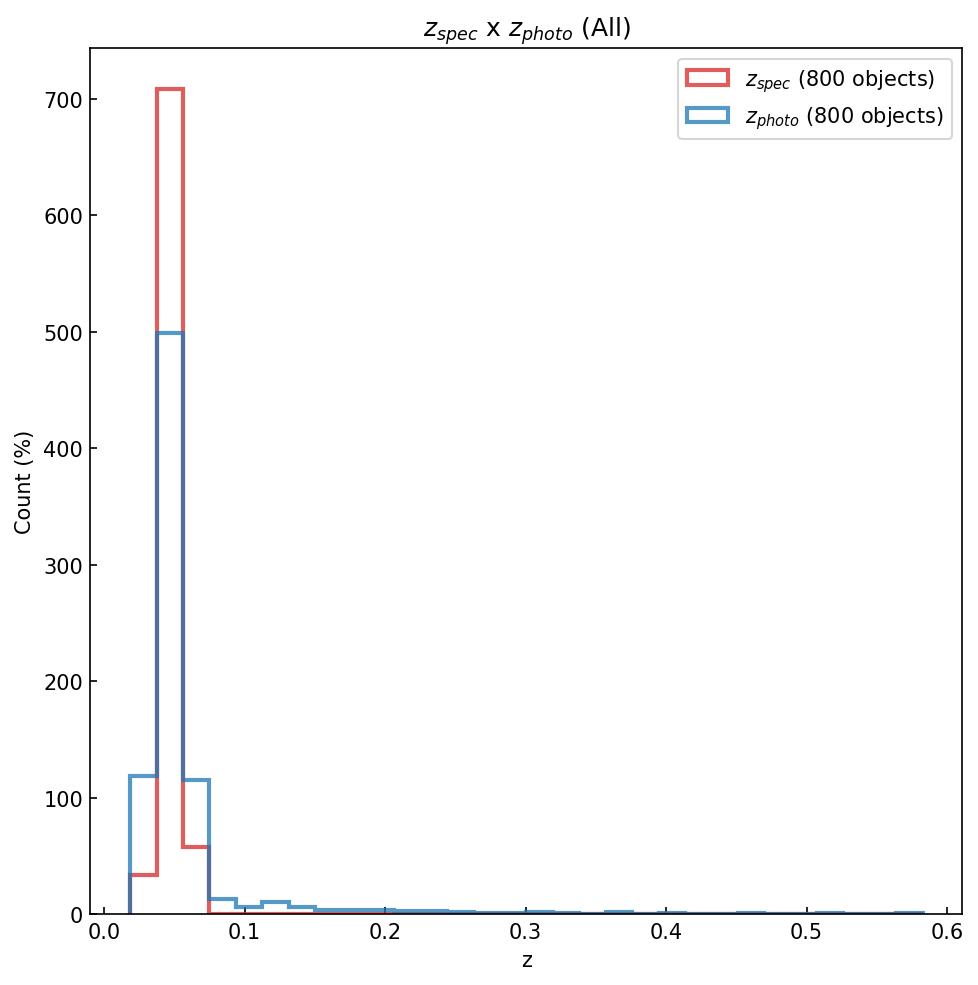 z_spec x z_photo (All)
z_spec (800 objects)
z_photo (800 objects)
700
600
500
400
300
200
100
0
Count (%)
0.0 0.1 0.2 0.3 0.4 0.5 0.6
z